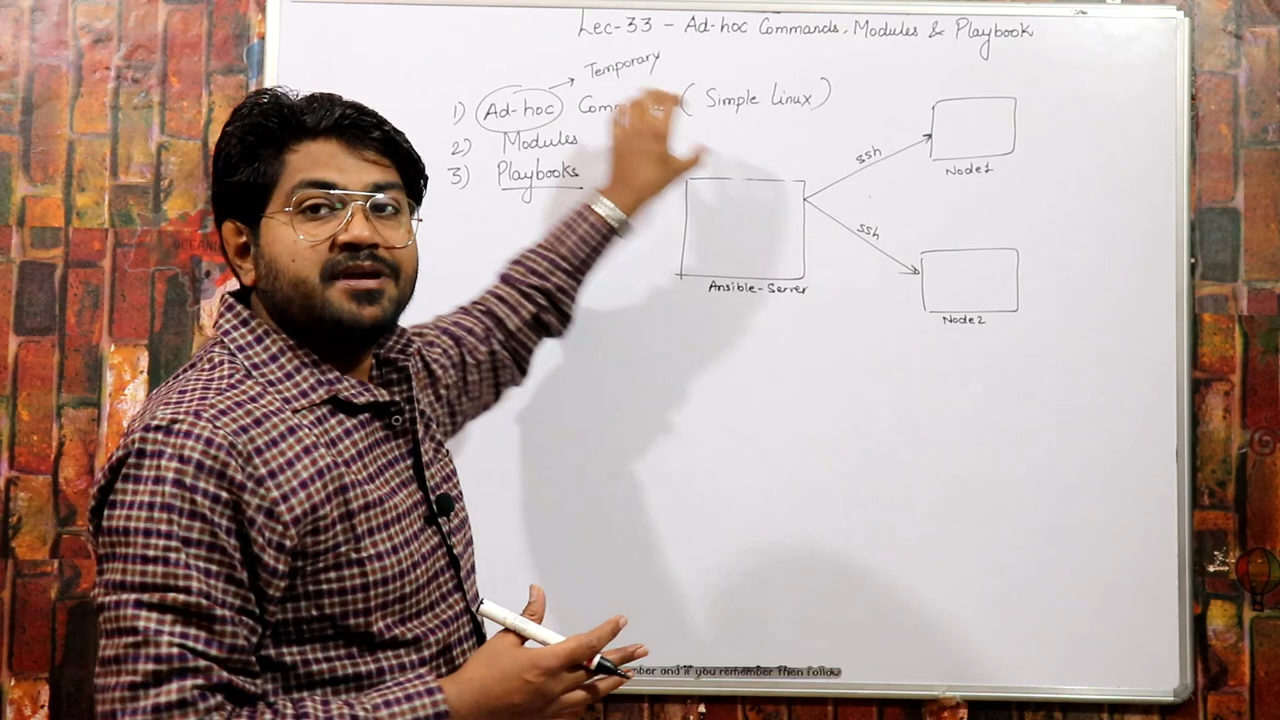 Lec-33 - Ad-hoc Commands, Modules & Playbook
Temporary
1) Ad-hoc (Simple Linux)
2) Modules
3) Playbooks
ssh
ssh
Node1
Ansible-Server
Node2
and if you remember then follow